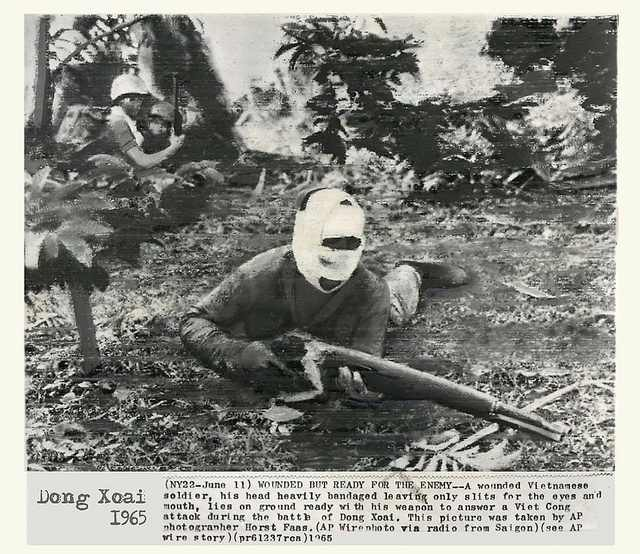 Dong Xoai
1965
(NY22-June 11) WOUNDED BUT READY FOR THE ENEMY--A wounded Vietnamese
soldier, his head heavily bandaged leaving only slits for the eyes and
mouth, lies on ground ready with his weapon to answer a Viet Cong
attack during the battle of Dong Xoai. This picture was taken by AP
photographer Horst Faas.(AP Wirephoto via radio from Saigon)(see AP
wire story)(pr61237rca)1965